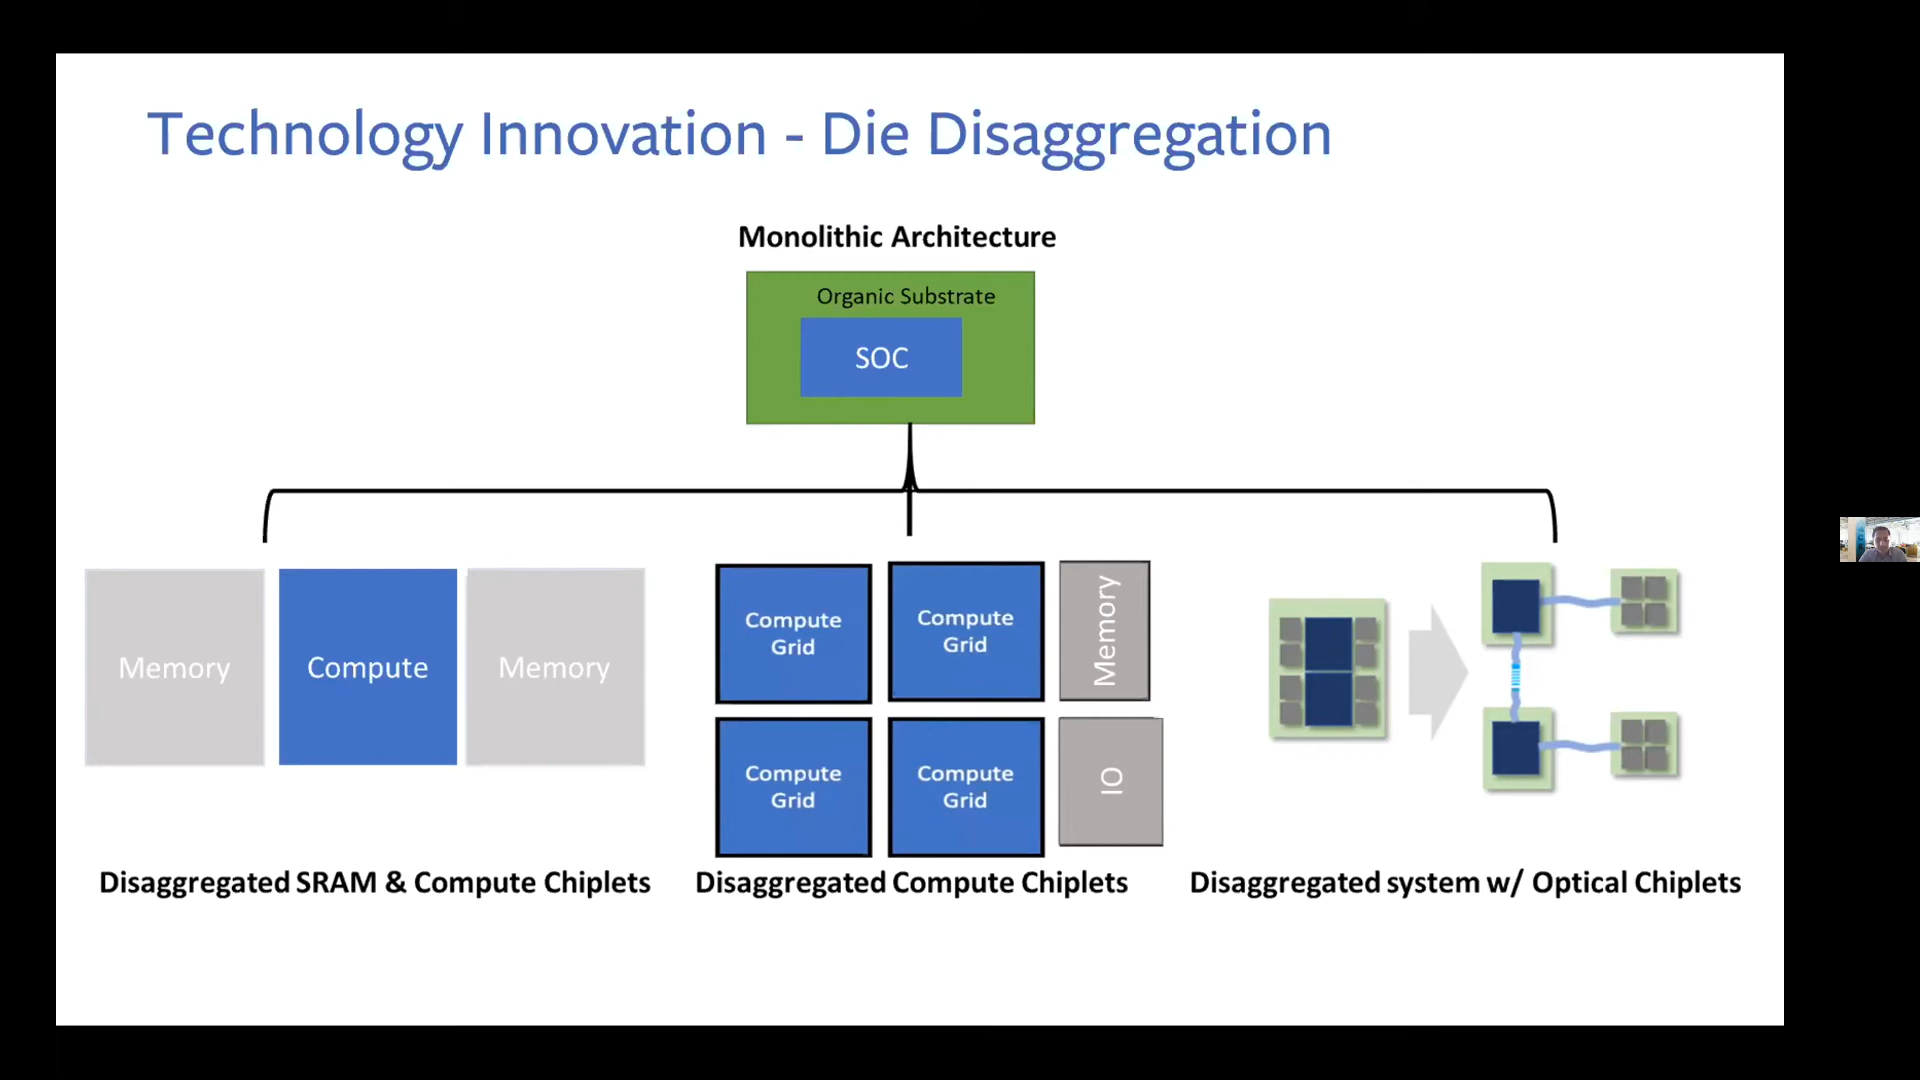 Technology Innovation - Die Disaggregation
Monolithic Architecture
Organic Substrate
SOC
Memory
Compute
Memory
Disaggregated SRAM & Compute Chiplets
Compute
Grid
Compute
Grid
Memory
Compute
Grid
Compute
Grid
IO
Disaggregated Compute Chiplets
Disaggregated system w/ Optical Chiplets